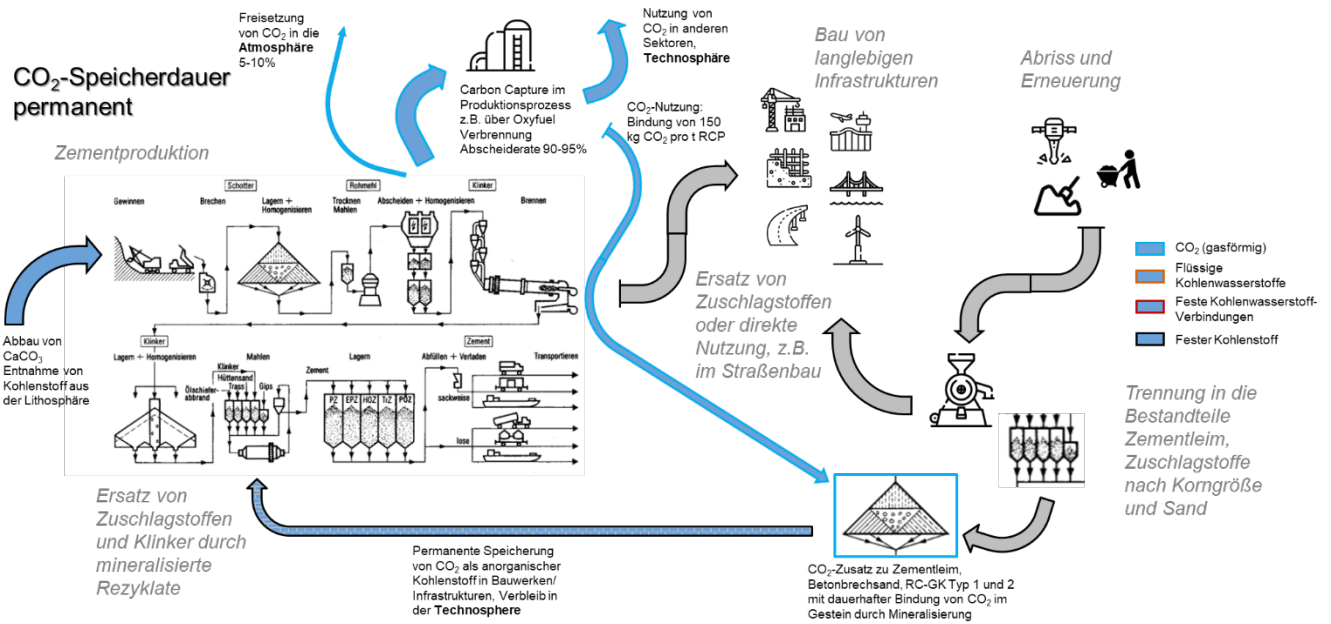 CO2-Speicherdauer
permanent
Freisetzung
von CO2 in die
Atmosphäre
5-10%
Carbon Capture im
Produktionsprozess
z.B. über Oxyfuel
Verbrennung
Abscheiderate 90-95%
Nutzung von
CO2 in anderen
Sektoren,
Technosphäre
CO2-Nutzung:
Bindung von 150
kg CO2 pro t RCP
Bau von
langlebigen
Infrastrukturen
Abriss und
Erneuerung
Zementproduktion
Schotter
Rohmehl
Klinker
Gewinnen
Brechen
Lagern +
Homogenisieren
Trocknen
Mahlen
Abscheiden + Homogenisieren
Brennen
Abbau von
CaCO3
Entnahme von
Kohlenstoff aus
der Lithosphäre
Klinker
Lagern + Homogenisieren
Mahlen
Klinker
Hüttensand
Trass
Gips
Ölschiefer-
abbrand
Zement
Lagern
PZ
EPZ
HOZ
TrZ
PÖZ
Zement
Abfüllen + Verladen
Transportieren
sackweise
lose
Ersatz von
Zuschlagstoffen
oder direkte
Nutzung, z.B.
im Straßenbau
CO2 (gasförmig)
Flüssige
Kohlenwasserstoffe
Feste Kohlenwasserstoff-
Verbindungen
Fester Kohlenstoff
Trennung in die
Bestandteile
Zementleim,
Zuschlagstoffe
nach Korngröße
und Sand
Ersatz von
Zuschlagstoffen
und Klinker durch
mineralisierte
Rezyklate
Permanente Speicherung
von CO2 als anorganischer
Kohlenstoff in Bauwerken/
Infrastrukturen, Verbleib in
der Technosphere
CO2-Zusatz zu Zementleim,
Betonbrechsand, RC-GK Typ 1 und 2
mit dauerhafter Bindung von CO2 im
Gestein durch Mineralisierung